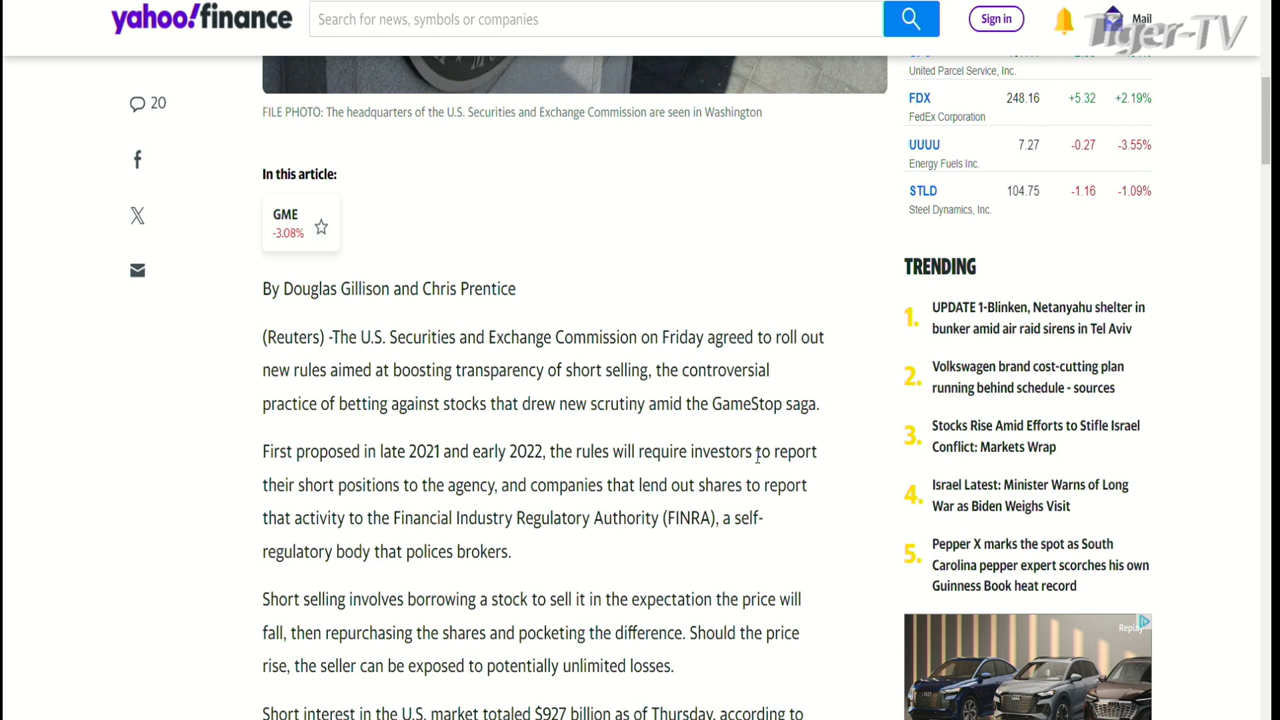 yahoo!finance
Search for news, symbols or companies
Sign in
Mail
Tiger-TV
United Parcel Service, Inc.
FDX 248.16 +5.32 +2.19%
FedEx Corporation
UUUU 7.27 -0.27 -3.55%
Energy Fuels Inc.
STLD 104.75 -1.16 -1.09%
Steel Dynamics, Inc.
20
FILE PHOTO: The headquarters of the U.S. Securities and Exchange Commission are seen in Washington
In this article:
GME
-3.08%
By Douglas Gillison and Chris Prentice
(Reuters) -The U.S. Securities and Exchange Commission on Friday agreed to roll out
new rules aimed at boosting transparency of short selling, the controversial
practice of betting against stocks that drew new scrutiny amid the GameStop saga.
First proposed in late 2021 and early 2022, the rules will require investors to report
their short positions to the agency, and companies that lend out shares to report
that activity to the Financial Industry Regulatory Authority (FINRA), a self-
regulatory body that polices brokers.
Short selling involves borrowing a stock to sell it in the expectation the price will
fall, then repurchasing the shares and pocketing the difference. Should the price
rise, the seller can be exposed to potentially unlimited losses.
Short interest in the U.S. market totaled $927 billion as of Thursday, according to
TRENDING
1. UPDATE 1-Blinken, Netanyahu shelter in
bunker amid air raid sirens in Tel Aviv
2. Volkswagen brand cost-cutting plan
running behind schedule - sources
3. Stocks Rise Amid Efforts to Stifle Israel
Conflict: Markets Wrap
4. Israel Latest: Minister Warns of Long
War as Biden Weighs Visit
5. Pepper X marks the spot as South
Carolina pepper expert scorches his own
Guinness Book heat record
Replay